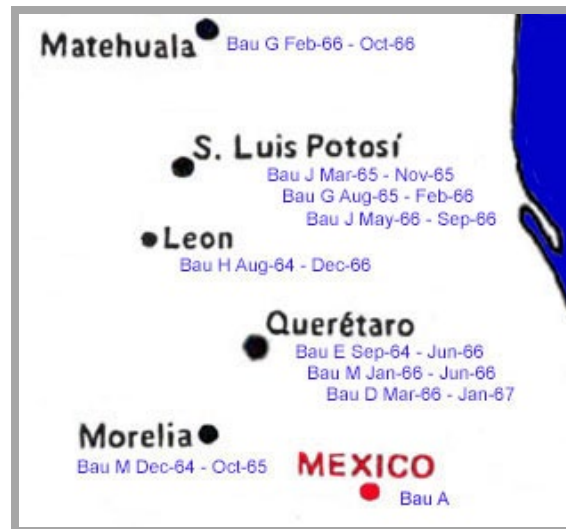 Matehuala
Bau G Feb-66 - Oct-66
S. Luis Potosí
Bau J Mar-65 - Nov-65
Bau G Aug-65 - Feb-66
Bau J May-66 - Sep-66
Leon
Bau H Aug-64 - Dec-66
Querétaro
Bau E Sep-64 - Jun-66
Bau M Jan-66 - Jun-66
Bau D Mar-66 - Jan-67
Morelia
Bau M Dec-64 - Oct-65
MEXICO
Bau A